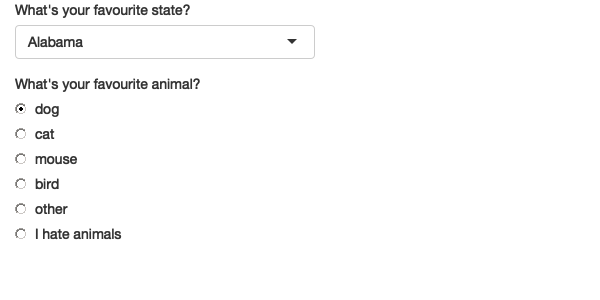 What's your favourite state?
Alabama
What's your favourite animal?
dog
cat
mouse
bird
other
I hate animals